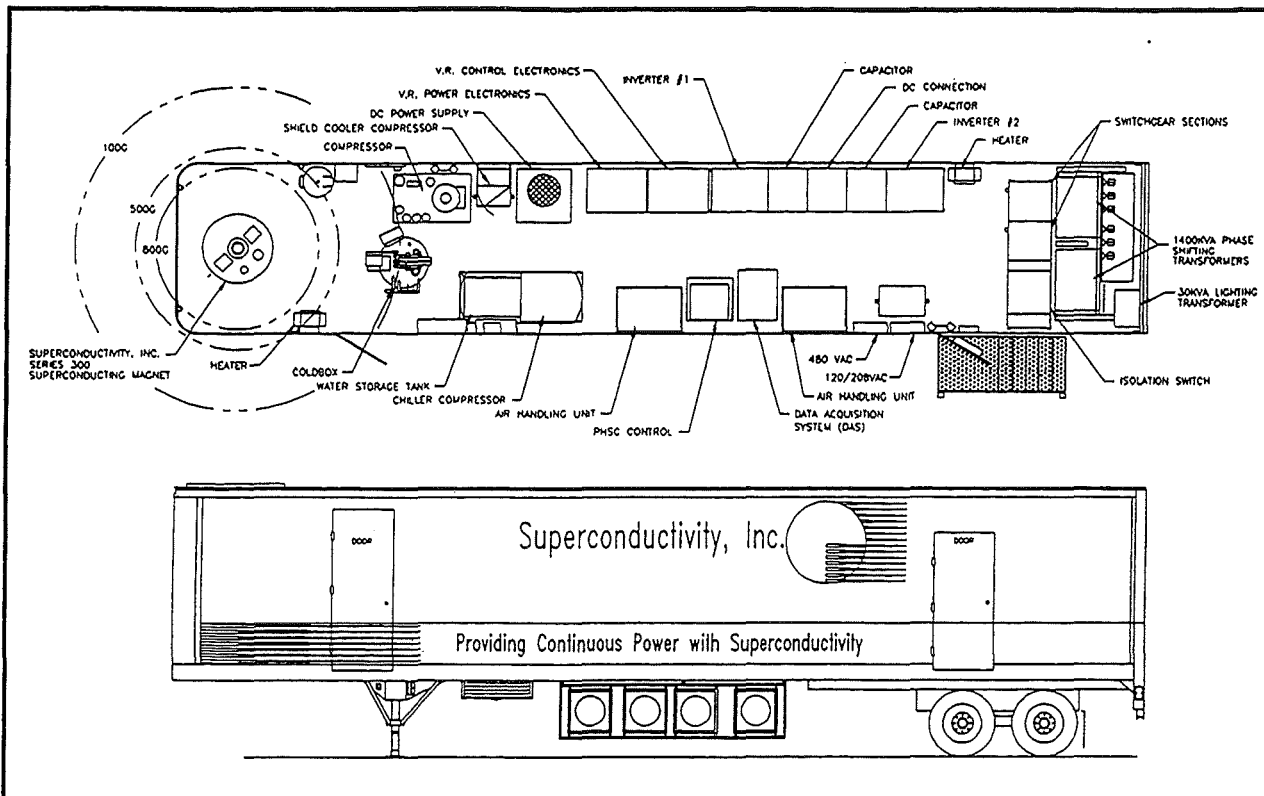 V.R. CONTROL ELECTRONICS
INVERTER #1
CAPACITOR
V.R. POWER ELECTRONICS
DC CONNECTION
DC POWER SUPPLY
CAPACITOR
SHIELD COOLER COMPRESSOR
INVERTER #2
SWITCHGEAR SECTIONS
COMPRESSOR
HEATER
100G
500G
800G
1400KVA PHASE
SHIFTING
TRANSFORMERS
30KVA LIGHTING
TRANSFORMER
SUPERCONDUCTIVITY, INC.
SERIES 300
SUPERCONDUCTING MAGNET
HEATER
COLDBOX
WATER STORAGE TANK
CHILLER COMPRESSOR
AIR HANDLING UNIT
PHSC CONTROL
480 VAC
120/208VAC
AIR HANDLING UNIT
DATA ACQUISITION
SYSTEM (DAS)
ISOLATION SWITCH
Superconductivity, Inc.
DOOR
DOOR
Providing Continuous Power with Superconductivity